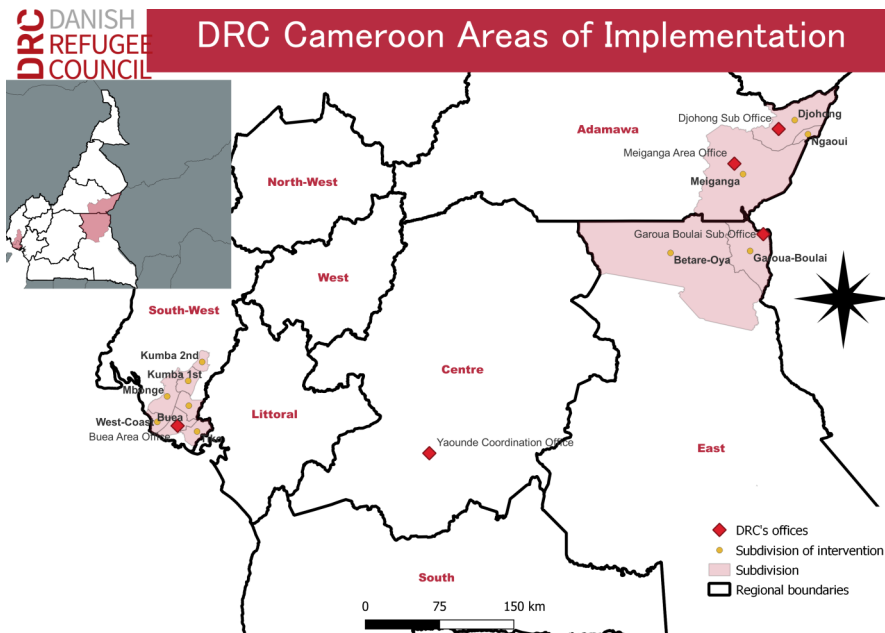 DRC
DANISH
REFUGEE
COUNCIL
DRC Cameroon Areas of Implementation
Adamawa
Djohong Sub Office
Djohong
Ngaoui
Meiganga Area Office
Meiganga
North-West
Garoua Boulai Sub Office
Betare-Oya
Garoua-Boulai
West
South-West
Kumba 2nd
Kumba 1st
Mbonge
Centre
Littoral
West-Coast
Buea
Buea Area Office
Yaounde Coordination Office
East
South
DRC's offices
Subdivision of intervention
Subdivision
Regional boundaries
0 75 150 km